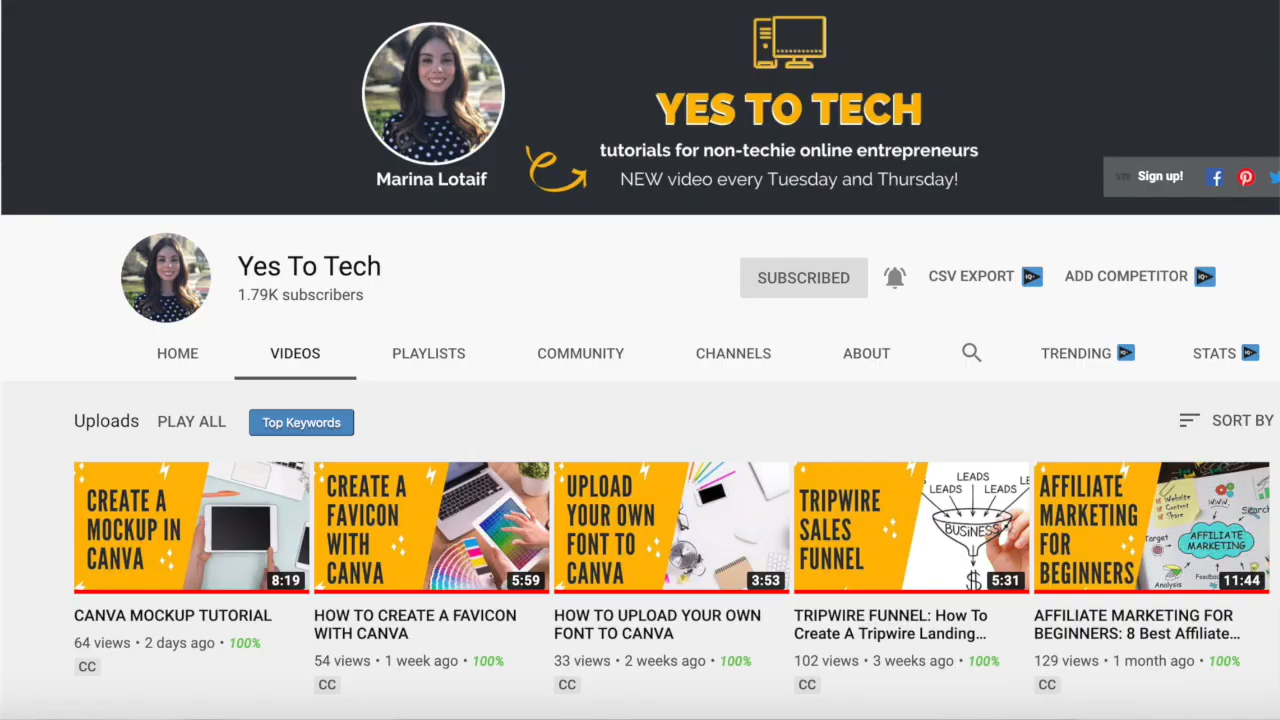 YES TO TECH
tutorials for non-techie online entrepreneurs
Marina Lotaif
NEW video every Tuesday and Thursday!
Sign up!
Yes To Tech
1.79K subscribers
SUBSCRIBED
CSV EXPORT
ADD COMPETITOR
HOME
VIDEOS
PLAYLISTS
COMMUNITY
CHANNELS
ABOUT
TRENDING
STATS
Uploads
PLAY ALL
Top Keywords
SORT BY
CREATE A
MOCKUP IN
CANVA
8:19
CANVA MOCKUP TUTORIAL
64 views • 2 days ago • 100%
CC
CREATE A
FAVICON
WITH
CANVA
5:59
HOW TO CREATE A FAVICON
WITH CANVA
54 views • 1 week ago • 100%
CC
UPLOAD
YOUR OWN
FONT TO
CANVA
3:53
HOW TO UPLOAD YOUR OWN
FONT TO CANVA
33 views • 2 weeks ago • 100%
CC
TRIPWIRE
SALES
FUNNEL
LEADS
LEADS
LEADS
BUSINESS
$
5:31
TRIPWIRE FUNNEL: How To
Create A Tripwire Landing...
102 views • 3 weeks ago • 100%
CC
AFFILIATE
MARKETING
FOR
BEGINNERS
Website
Content
Share
WWW.
Search
Target
AFFILIATE
MARKETING
Analysis
11:44
AFFILIATE MARKETING FOR
BEGINNERS: 8 Best Affiliate...
129 views • 1 month ago • 100%
CC